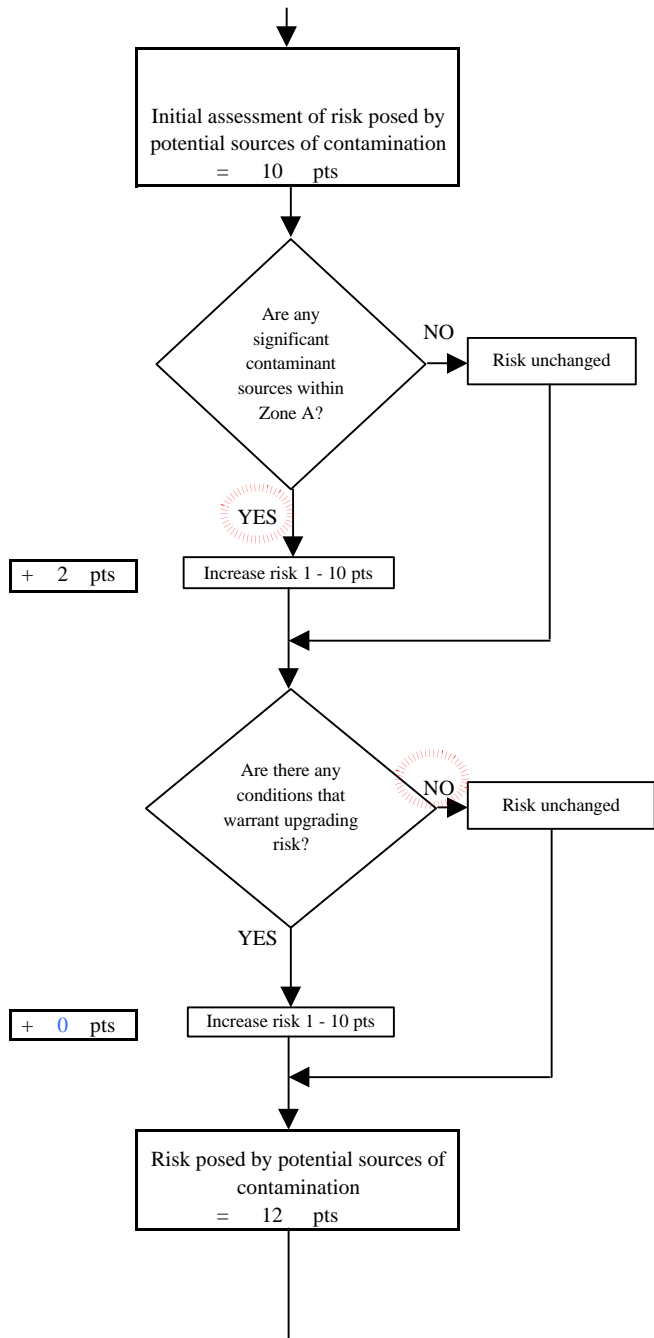 Initial assessment of risk posed by
potential sources of contamination
= 10 pts
Are any
significant
contaminant
sources within
Zone A?
NO
Risk unchanged
YES
+ 2 pts
Increase risk 1 - 10 pts
Are there any
conditions that
warrant upgrading
risk?
NO
Risk unchanged
YES
+ 0 pts
Increase risk 1 - 10 pts
Risk posed by potential sources of
contamination
= 12 pts